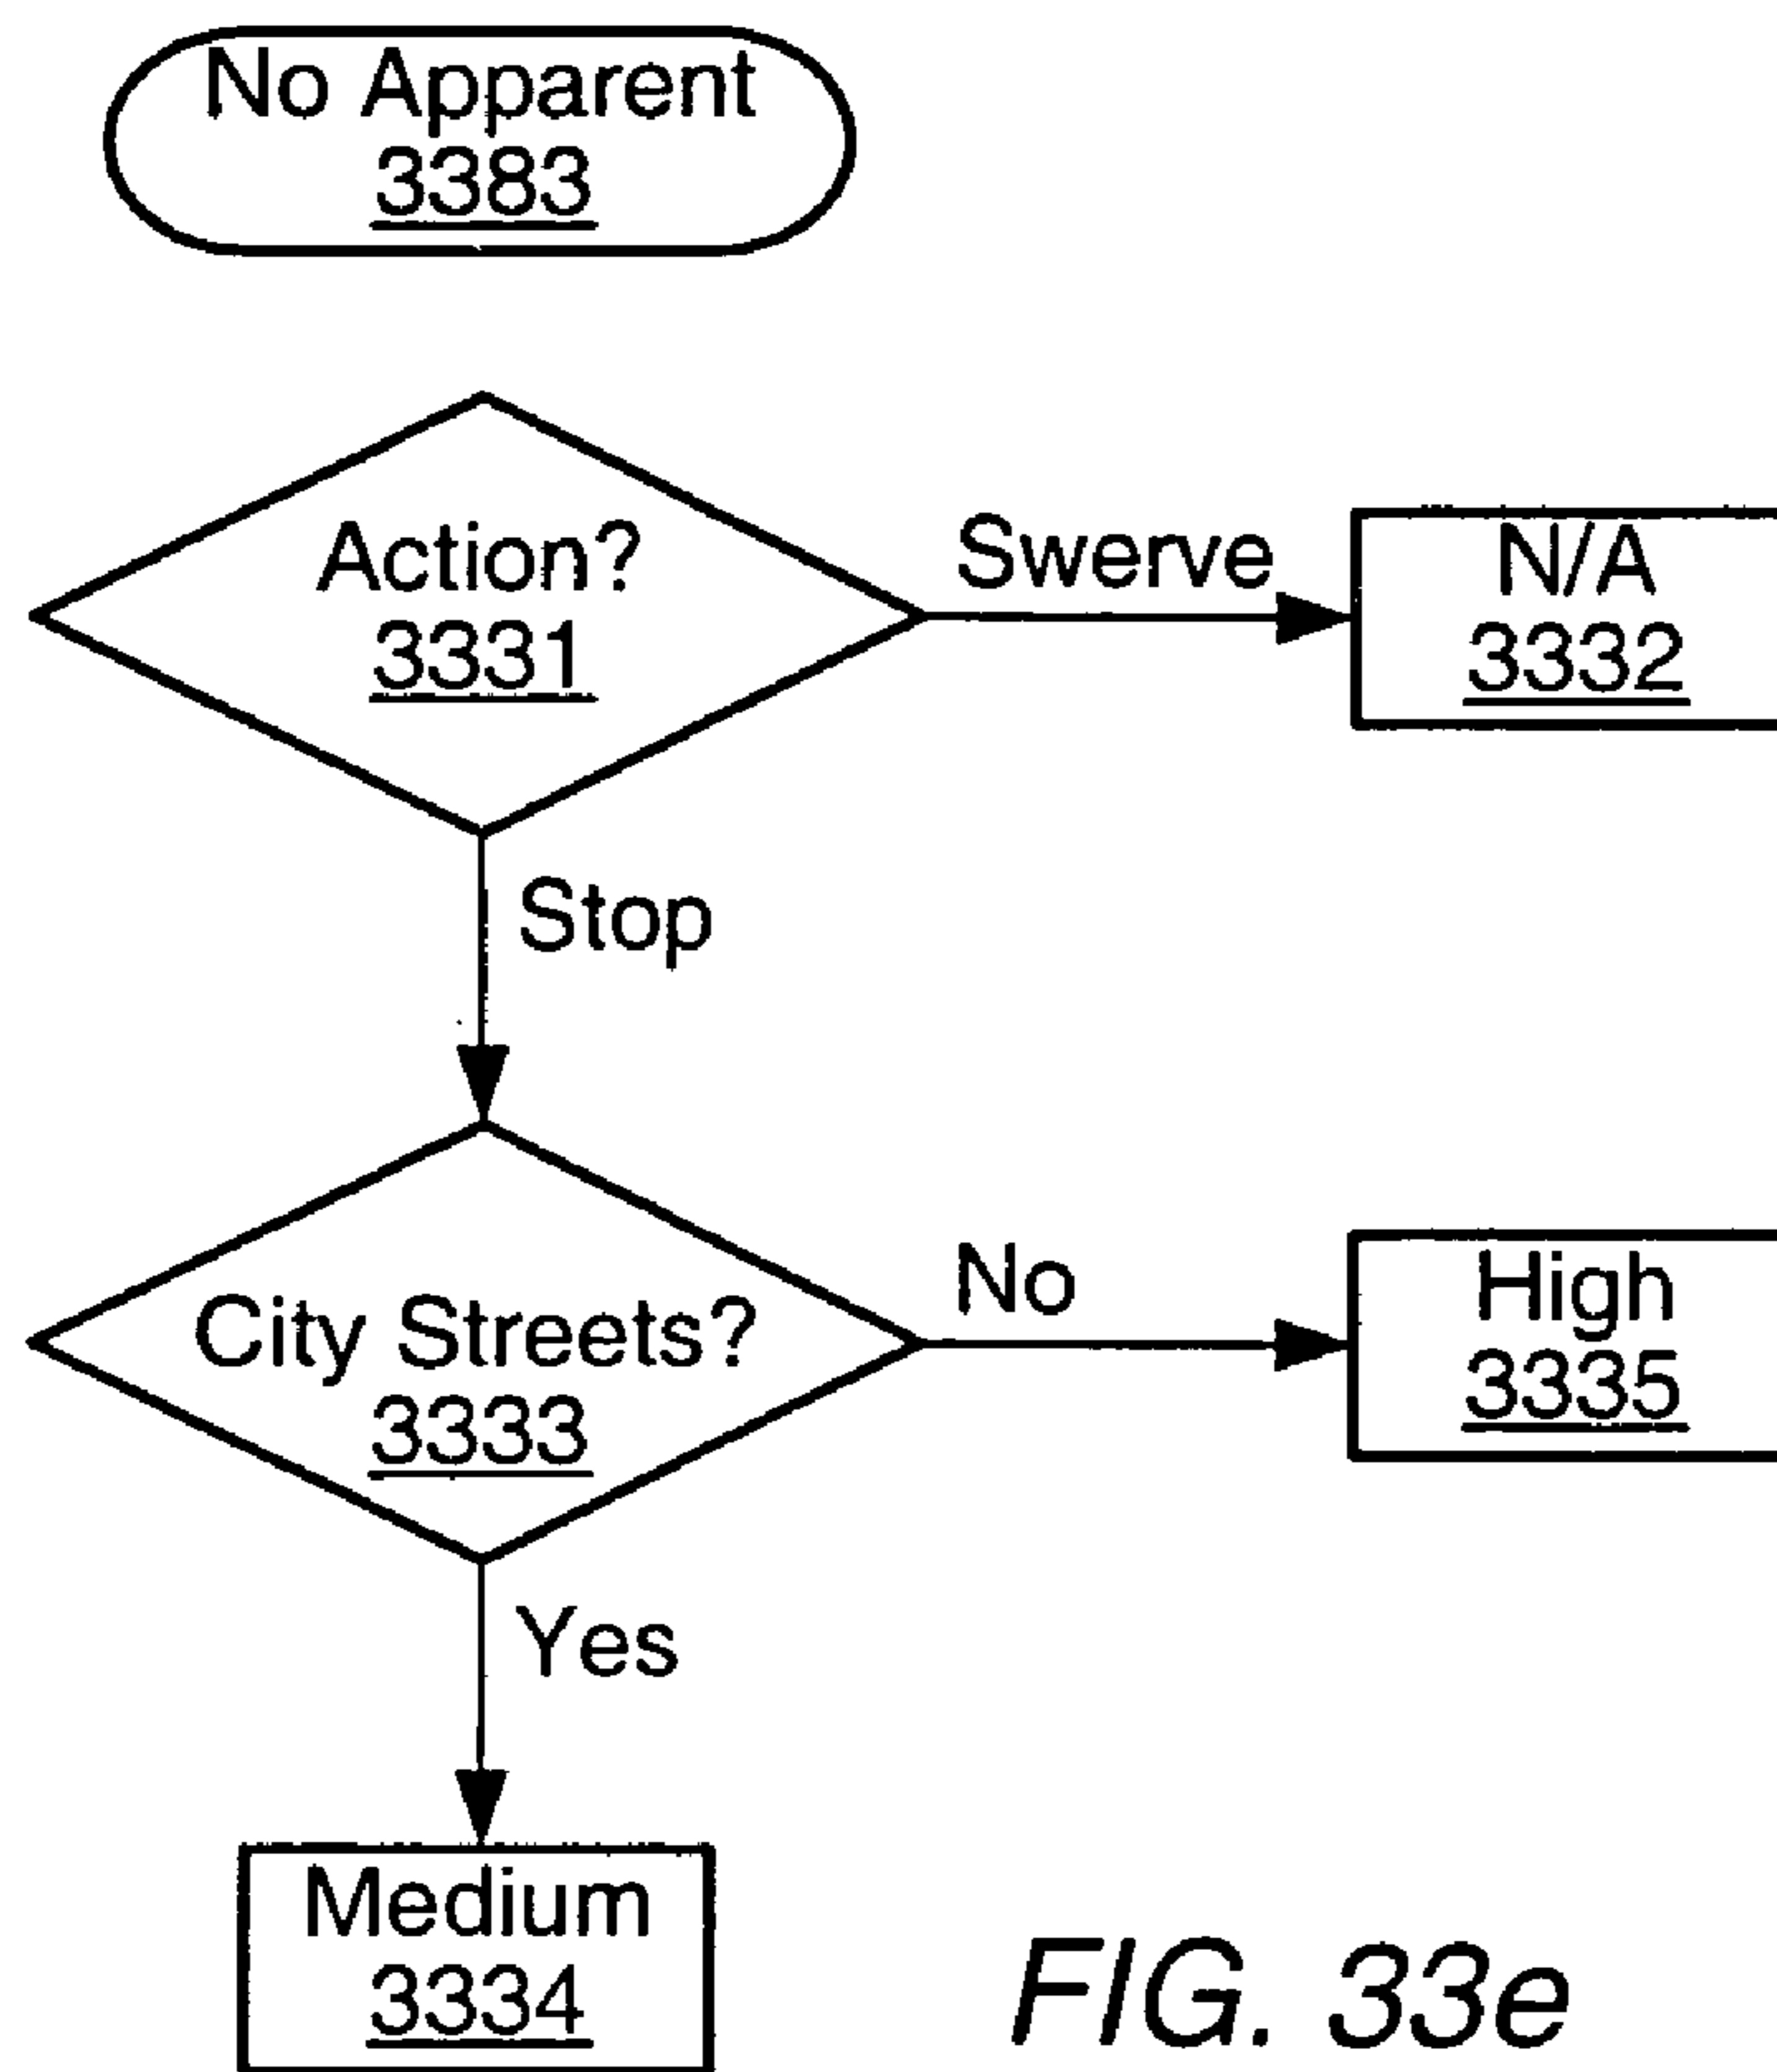 No Apparent
3383
Action?
3331
Swerve
N/A
3332
Stop
City Streets?
3333
No
High
3335
Yes
Medium
3334
FIG. 33e